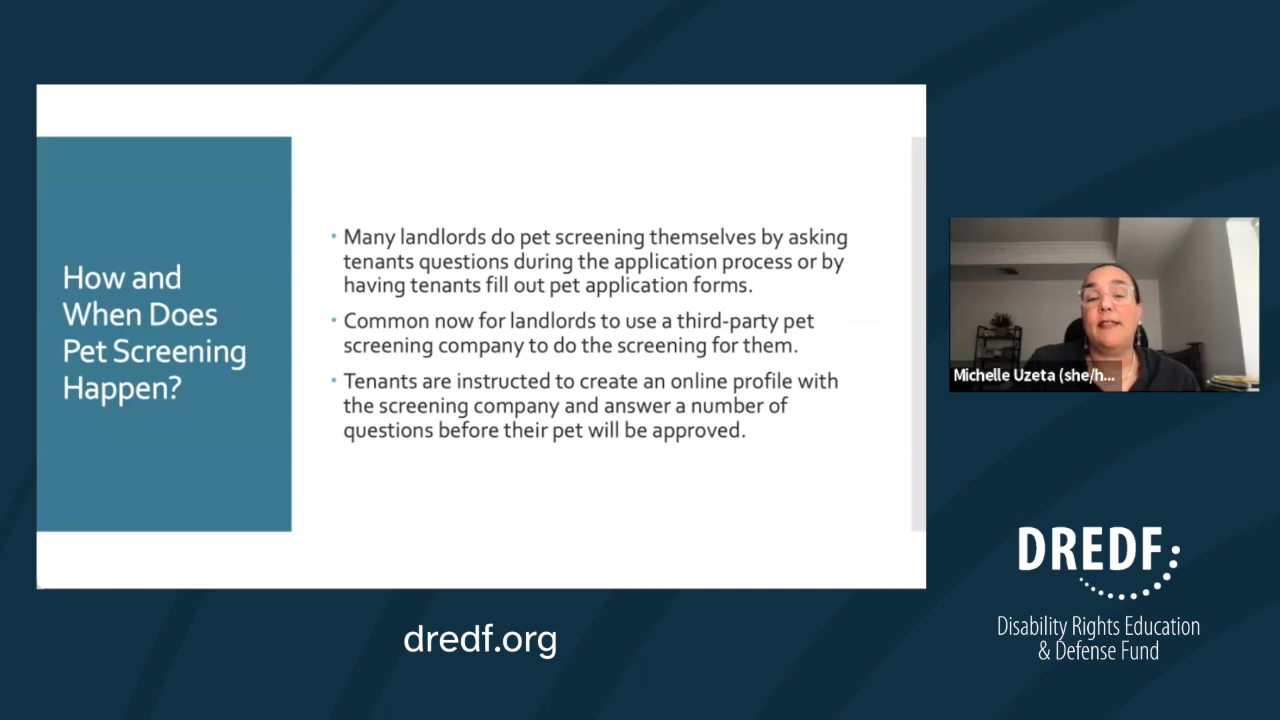 How and
When Does
Pet Screening
Happen?
• Many landlords do pet screening themselves by asking
tenants questions during the application process or by
having tenants fill out pet application forms.
• Common now for landlords to use a third-party pet
screening company to do the screening for them.
• Tenants are instructed to create an online profile with
the screening company and answer a number of
questions before their pet will be approved.
Michelle Uzeta (she/h...
DREDF
Disability Rights Education
& Defense Fund
dredf.org